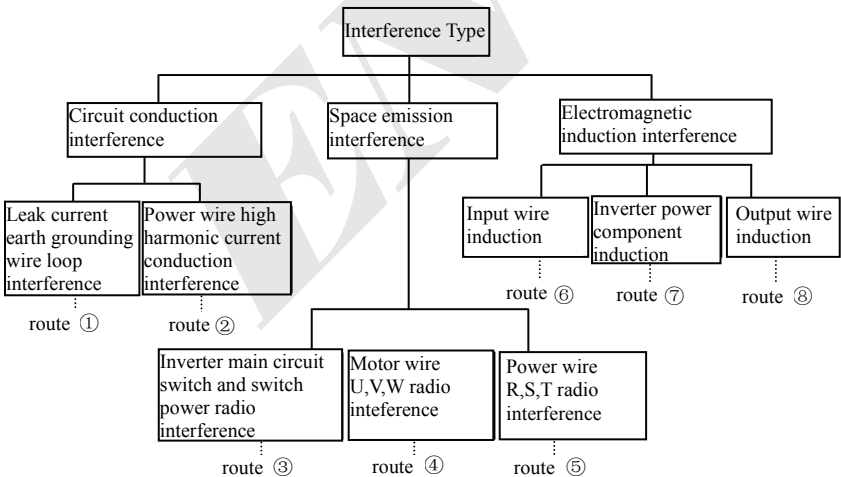 Interference Type
Circuit conduction
interference
Space emission
interference
Electromagnetic
induction interference
Leak current
earth grounding
wire loop
interference
Power wire high
harmonic current
conduction
interference
Input wire
induction
Inverter power
component
induction
Output wire
induction
route ①
route ②
route ⑥
route ⑦
route ⑧
Inverter main circuit
switch and switch
power radio
interference
Motor wire
U,V,W radio
inteference
Power wire
R,S,T radio
interference
route ③
route ④
route ⑤
EN